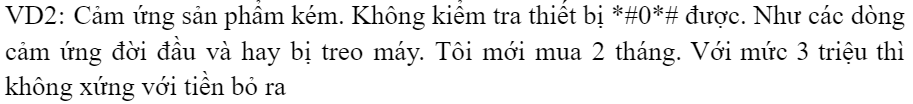 VD2: Cảm ứng sản phẩm kém. Không kiểm tra thiết bị *#0*# được. Như các dòng
cảm ứng đời đầu và hay bị treo máy. Tôi mới mua 2 tháng. Với mức 3 triệu thì
không xứng với tiền bỏ ra